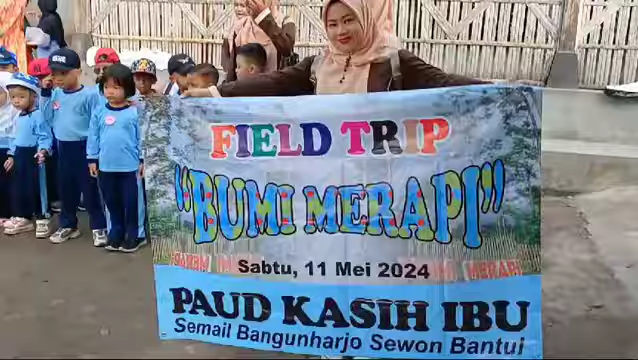 FIELD TRIP
"BUMI MERAPI"
Sabtu, 11 Mei 2024
PAUD KASIH IBU
Semail Bangunharjo Sewon Bantul